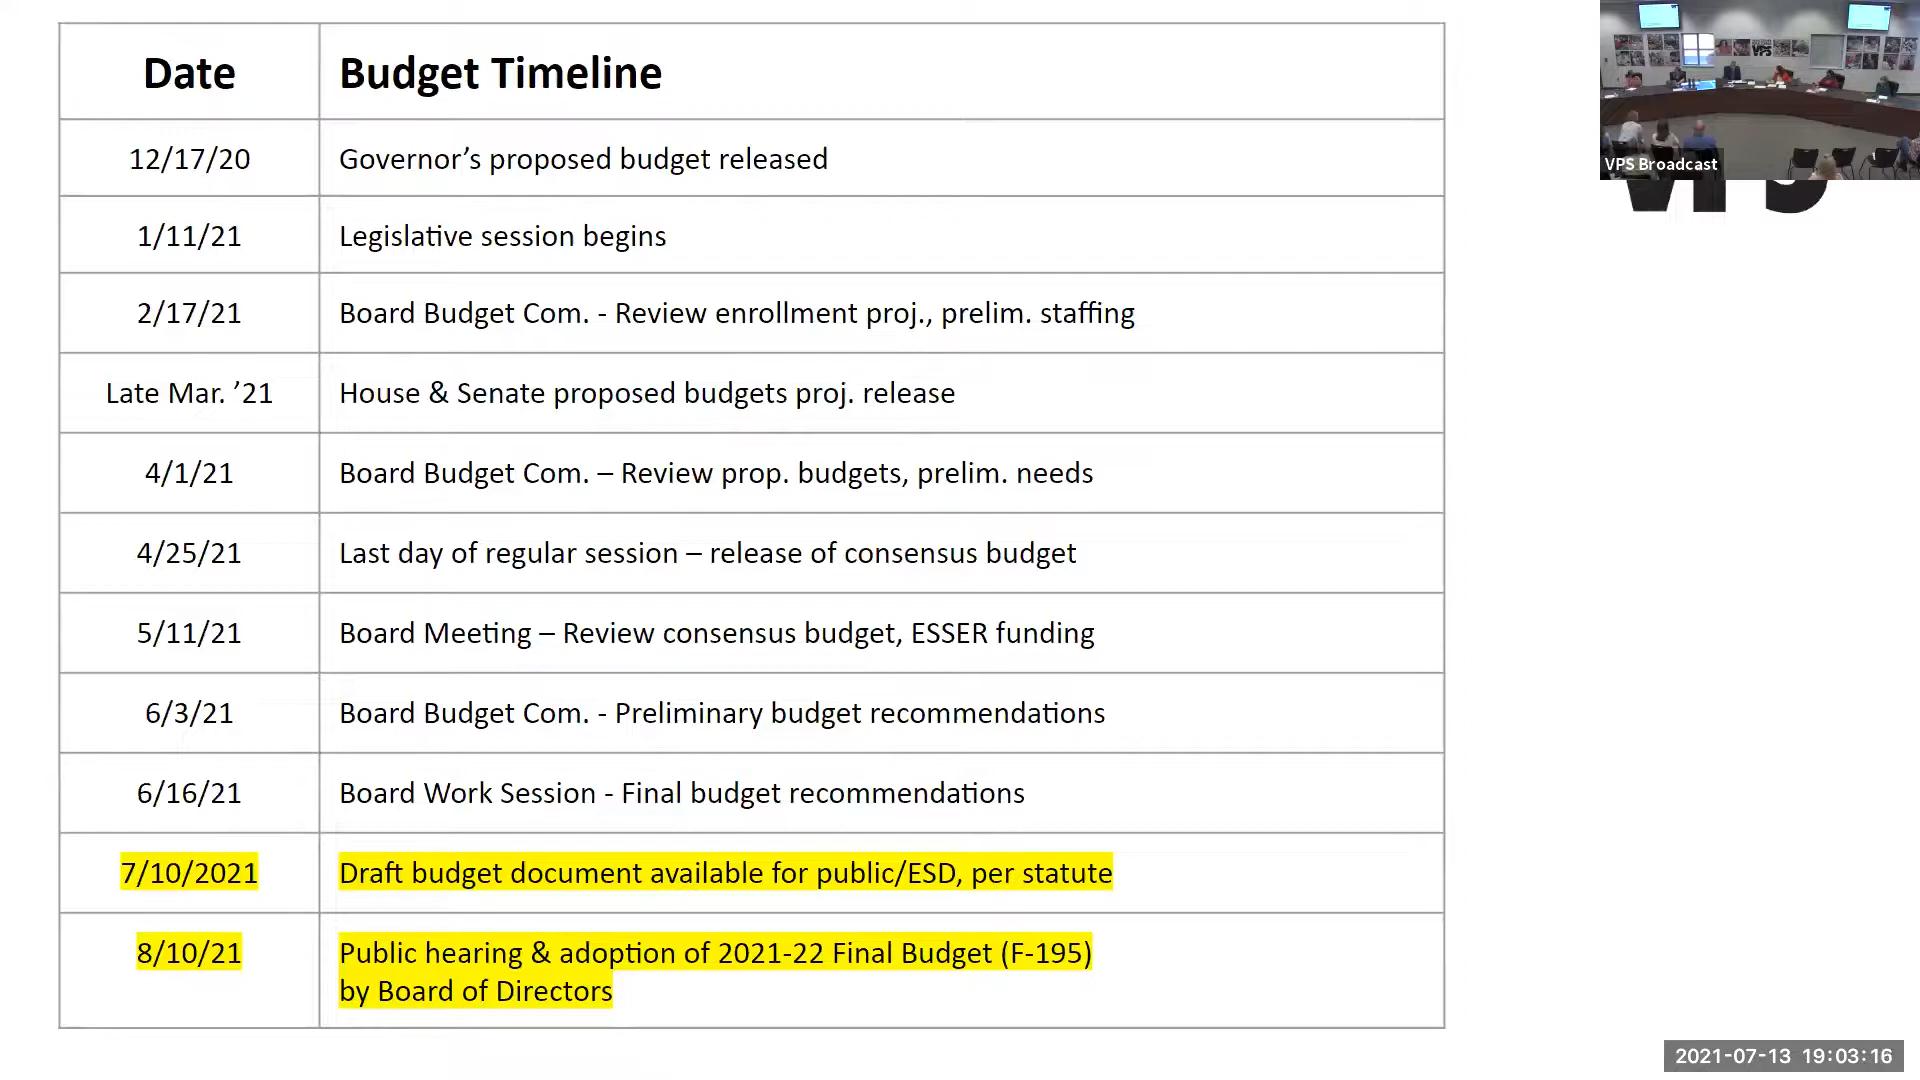 Date Budget Timeline
12/17/20 Governor’s proposed budget released
1/11/21 Legislative session begins
2/17/21 Board Budget Com. - Review enrollment proj., prelim. staffing
Late Mar. ’21 House & Senate proposed budgets proj. release
4/1/21 Board Budget Com. – Review prop. budgets, prelim. needs
4/25/21 Last day of regular session – release of consensus budget
5/11/21 Board Meeting – Review consensus budget, ESSER funding
6/3/21 Board Budget Com. - Preliminary budget recommendations
6/16/21 Board Work Session - Final budget recommendations
7/10/2021 Draft budget document available for public/ESD, per statute
8/10/21 Public hearing & adoption of 2021-22 Final Budget (F-195)
by Board of Directors
VPS
VPS Broadcast
2021-07-13 19:03:16